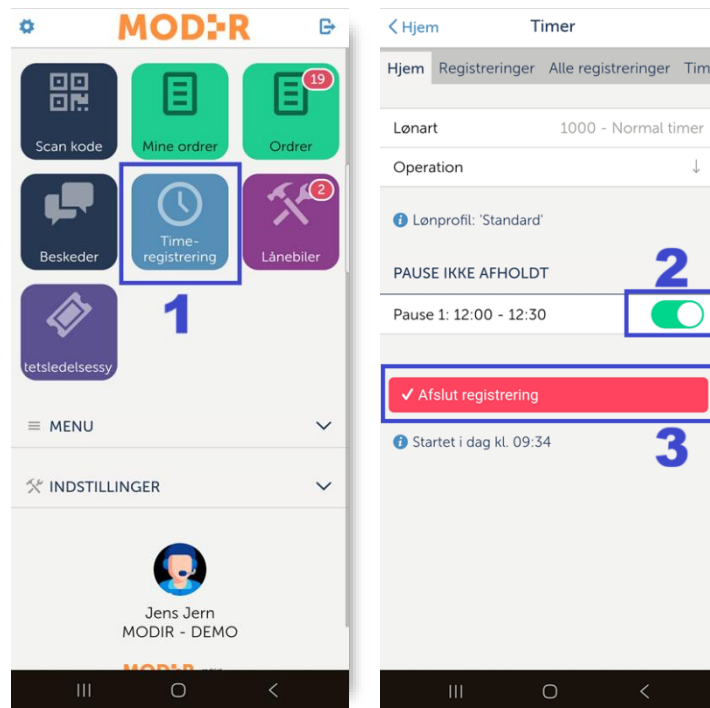 MODIR
Scan kode
Mine ordrer
19
Ordrer
Beskeder
Time-
registrering
2
Lånebiler
1
tetsledelsessy
MENU
INDSTILLINGER
Jens Jern
MODIR - DEMO
Hjem
Timer
Hjem Registreringer Alle registreringer Tim
Lønart 1000 - Normal timer
Operation ↓
Lønprofil: 'Standard'
PAUSE IKKE AFHOLDT
2
Pause 1: 12:00 - 12:30
✓ Afslut registrering
Startet i dag kl. 09:34
3